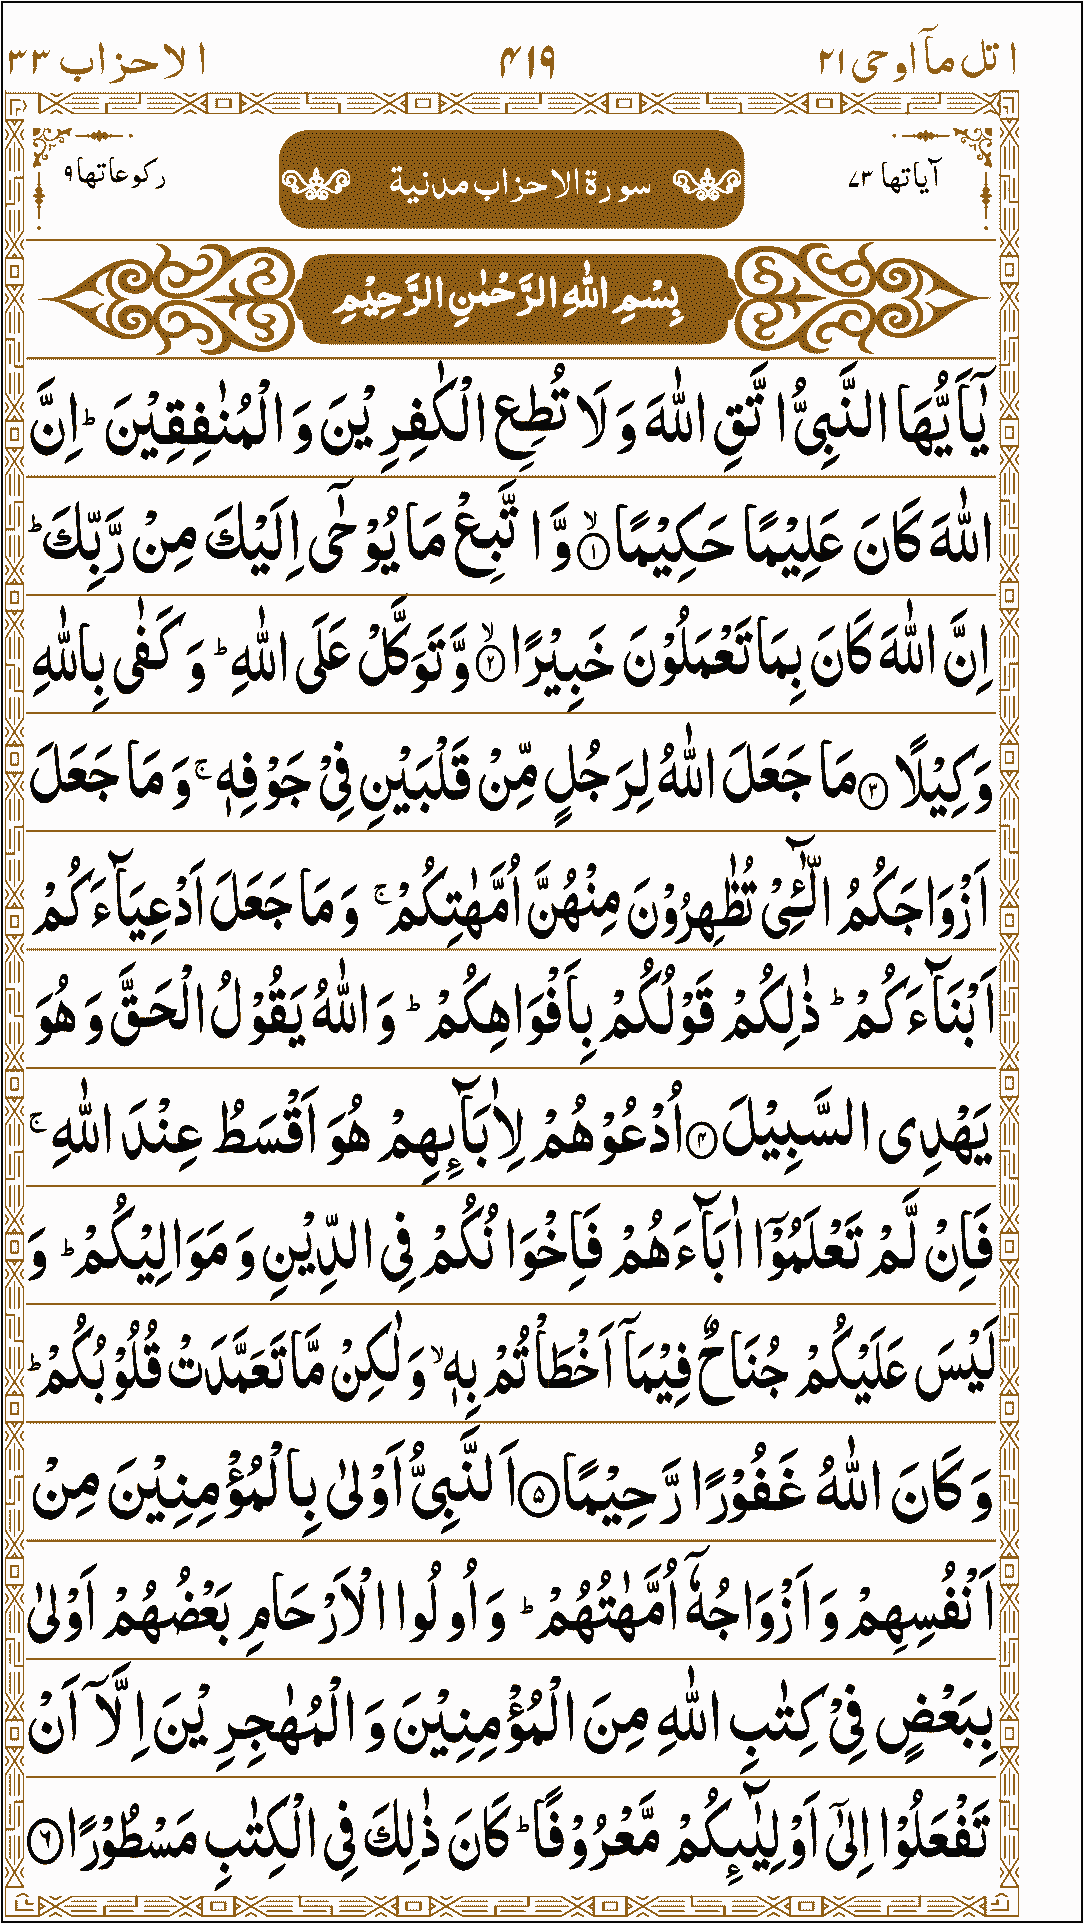 اتل مآ اوحی ۲۱ ۴۱۹ الاحزاب ۳۳
آیاتها ۷۳ سورة الاحزاب مدنیة رکوعاتها ۹
بِسْمِ اللّٰهِ الرَّحْمٰنِ الرَّحِیْمِ
یٰۤاَیُّهَا النَّبِیُّ اتَّقِ اللّٰهَ وَلَا تُطِعِ الْكٰفِرِیْنَ وَالْمُنٰفِقِیْنَ ؕ اِنَّ
اللّٰهَ كَانَ عَلِیْمًا حَكِیْمًا ۙ﴿۱﴾ وَّاتَّبِعْ مَا یُوْحٰۤی اِلَیْكَ مِنْ رَّبِّكَ ؕ
اِنَّ اللّٰهَ كَانَ بِمَا تَعْمَلُوْنَ خَبِیْرًا ۙ﴿۲﴾ وَّتَوَكَّلْ عَلَی اللّٰهِ ؕ وَكَفٰی بِاللّٰهِ
وَكِیْلًا ﴿۳﴾ مَا جَعَلَ اللّٰهُ لِرَجُلٍ مِّنْ قَلْبَیْنِ فِیْ جَوْفِهٖ ۚ وَمَا جَعَلَ
اَزْوَاجَكُمُ الّٰٓـِٔیْ تُظٰهِرُوْنَ مِنْهُنَّ اُمَّهٰتِكُمْ ۚ وَمَا جَعَلَ اَدْعِیَآءَكُمْ
اَبْنَآءَكُمْ ؕ ذٰلِكُمْ قَوْلُكُمْ بِاَفْوَاهِكُمْ ؕ وَاللّٰهُ یَقُوْلُ الْحَقَّ وَهُوَ
یَهْدِی السَّبِیْلَ ﴿۴﴾ اُدْعُوْهُمْ لِاٰبَآىِٕهِمْ هُوَ اَقْسَطُ عِنْدَ اللّٰهِ ۚ
فَاِنْ لَّمْ تَعْلَمُوْۤا اٰبَآءَهُمْ فَاِخْوَانُكُمْ فِی الدِّیْنِ وَمَوَالِیْكُمْ ؕ وَ
لَیْسَ عَلَیْكُمْ جُنَاحٌ فِیْمَاۤ اَخْطَاْتُمْ بِهٖ ۙ وَلٰكِنْ مَّا تَعَمَّدَتْ قُلُوْبُكُمْ ؕ
وَكَانَ اللّٰهُ غَفُوْرًا رَّحِیْمًا ﴿۵﴾ اَلنَّبِیُّ اَوْلٰی بِالْمُؤْمِنِیْنَ مِنْ
اَنْفُسِهِمْ وَاَزْوَاجُهٗۤ اُمَّهٰتُهُمْ ؕ وَاُولُوا الْاَرْحَامِ بَعْضُهُمْ اَوْلٰی
بِبَعْضٍ فِیْ كِتٰبِ اللّٰهِ مِنَ الْمُؤْمِنِیْنَ وَالْمُهٰجِرِیْنَ اِلَّاۤ اَنْ
تَفْعَلُوْۤا اِلٰۤی اَوْلِیٰٓىِٕكُمْ مَّعْرُوْفًا ؕ كَانَ ذٰلِكَ فِی الْكِتٰبِ مَسْطُوْرًا ﴿۶﴾